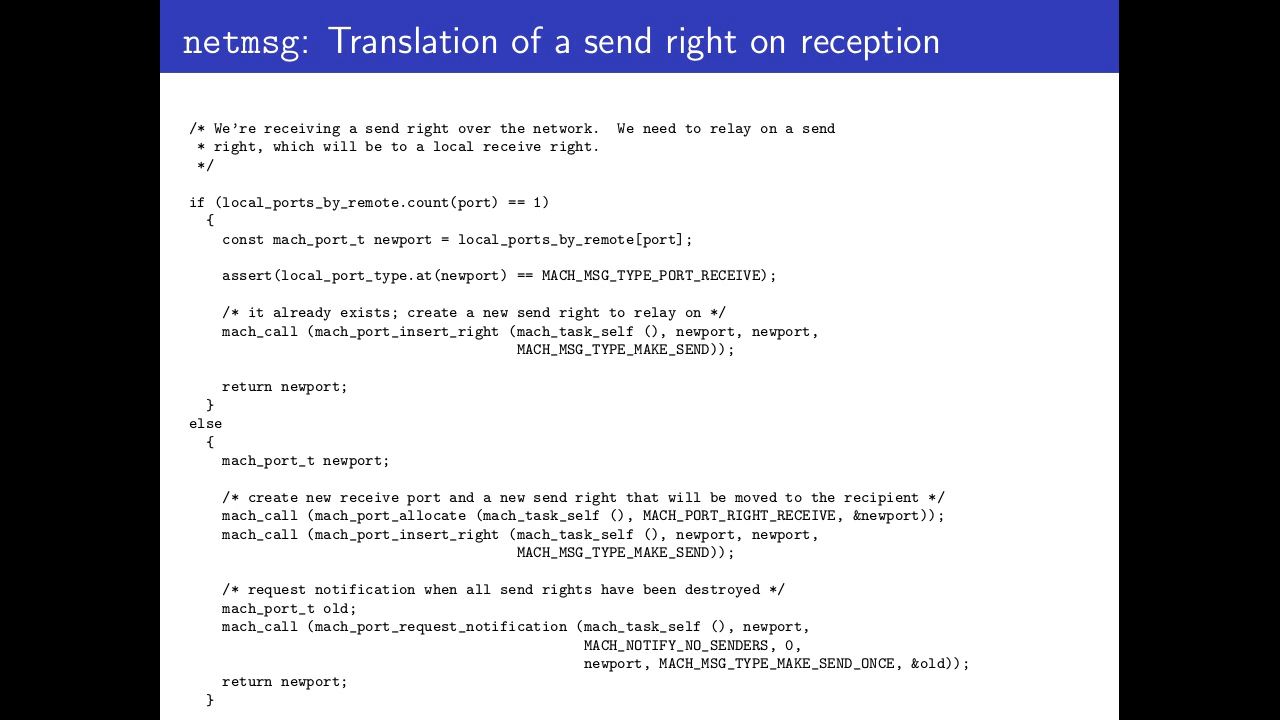 netmsg: Translation of a send right on reception
/* We're receiving a send right over the network.  We need to relay on a send
 * right, which will be to a local receive right.
 */
if (local_ports_by_remote.count(port) == 1)
  {
    const mach_port_t newport = local_ports_by_remote[port];
    assert(local_port_type.at(newport) == MACH_MSG_TYPE_PORT_RECEIVE);
    /* it already exists; create a new send right to relay on */
    mach_call (mach_port_insert_right (mach_task_self (), newport, newport,
                                       MACH_MSG_TYPE_MAKE_SEND));
    return newport;
  }
else
  {
    mach_port_t newport;
    /* create new receive port and a new send right that will be moved to the recipient */
    mach_call (mach_port_allocate (mach_task_self (), MACH_PORT_RIGHT_RECEIVE, &newport));
    mach_call (mach_port_insert_right (mach_task_self (), newport, newport,
                                       MACH_MSG_TYPE_MAKE_SEND));
    /* request notification when all send rights have been destroyed */
    mach_port_t old;
    mach_call (mach_port_request_notification (mach_task_self (), newport,
                                               MACH_NOTIFY_NO_SENDERS, 0,
                                               newport, MACH_MSG_TYPE_MAKE_SEND_ONCE, &old));
    return newport;
  }